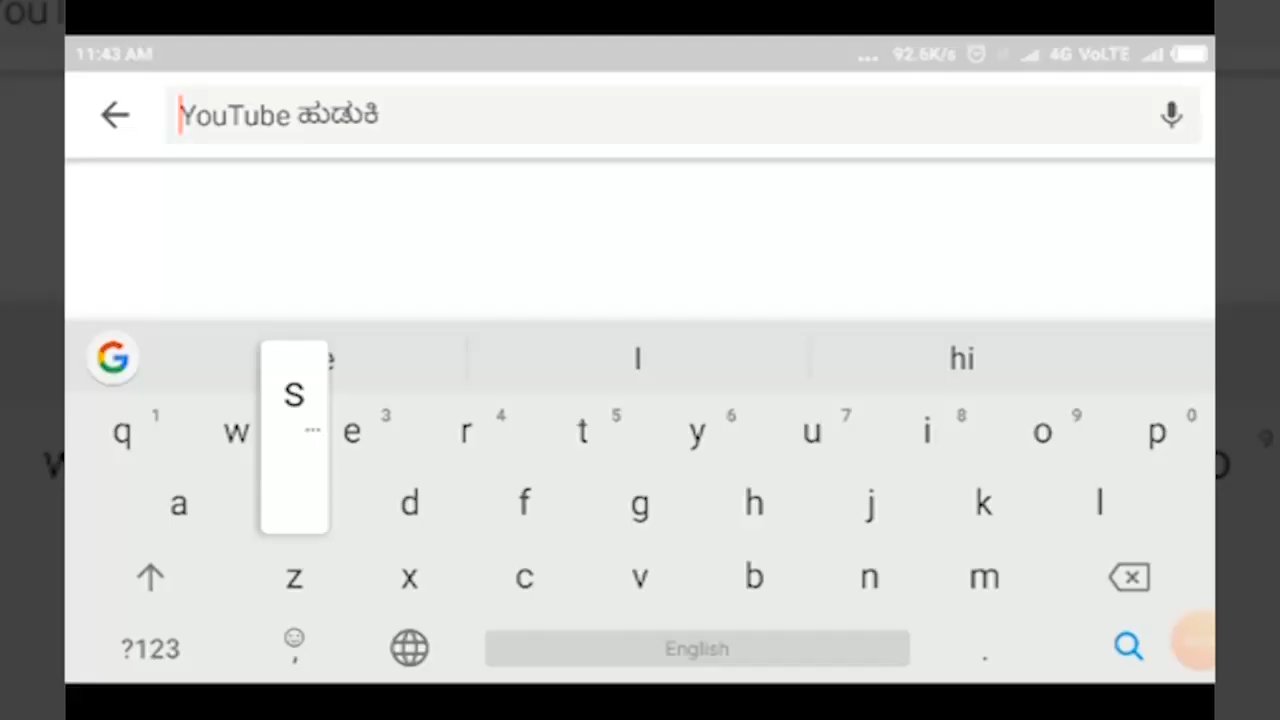 11:43 AM ... 92.6K/s 4G VoLTE
YouTube ಹುಡುಕಿ
I hi
s
q 1 w e 3 r 4 t 5 y 6 u 7 i 8 o 9 p 0
a d f g h j k l
z x c v b n m
?123 , English .